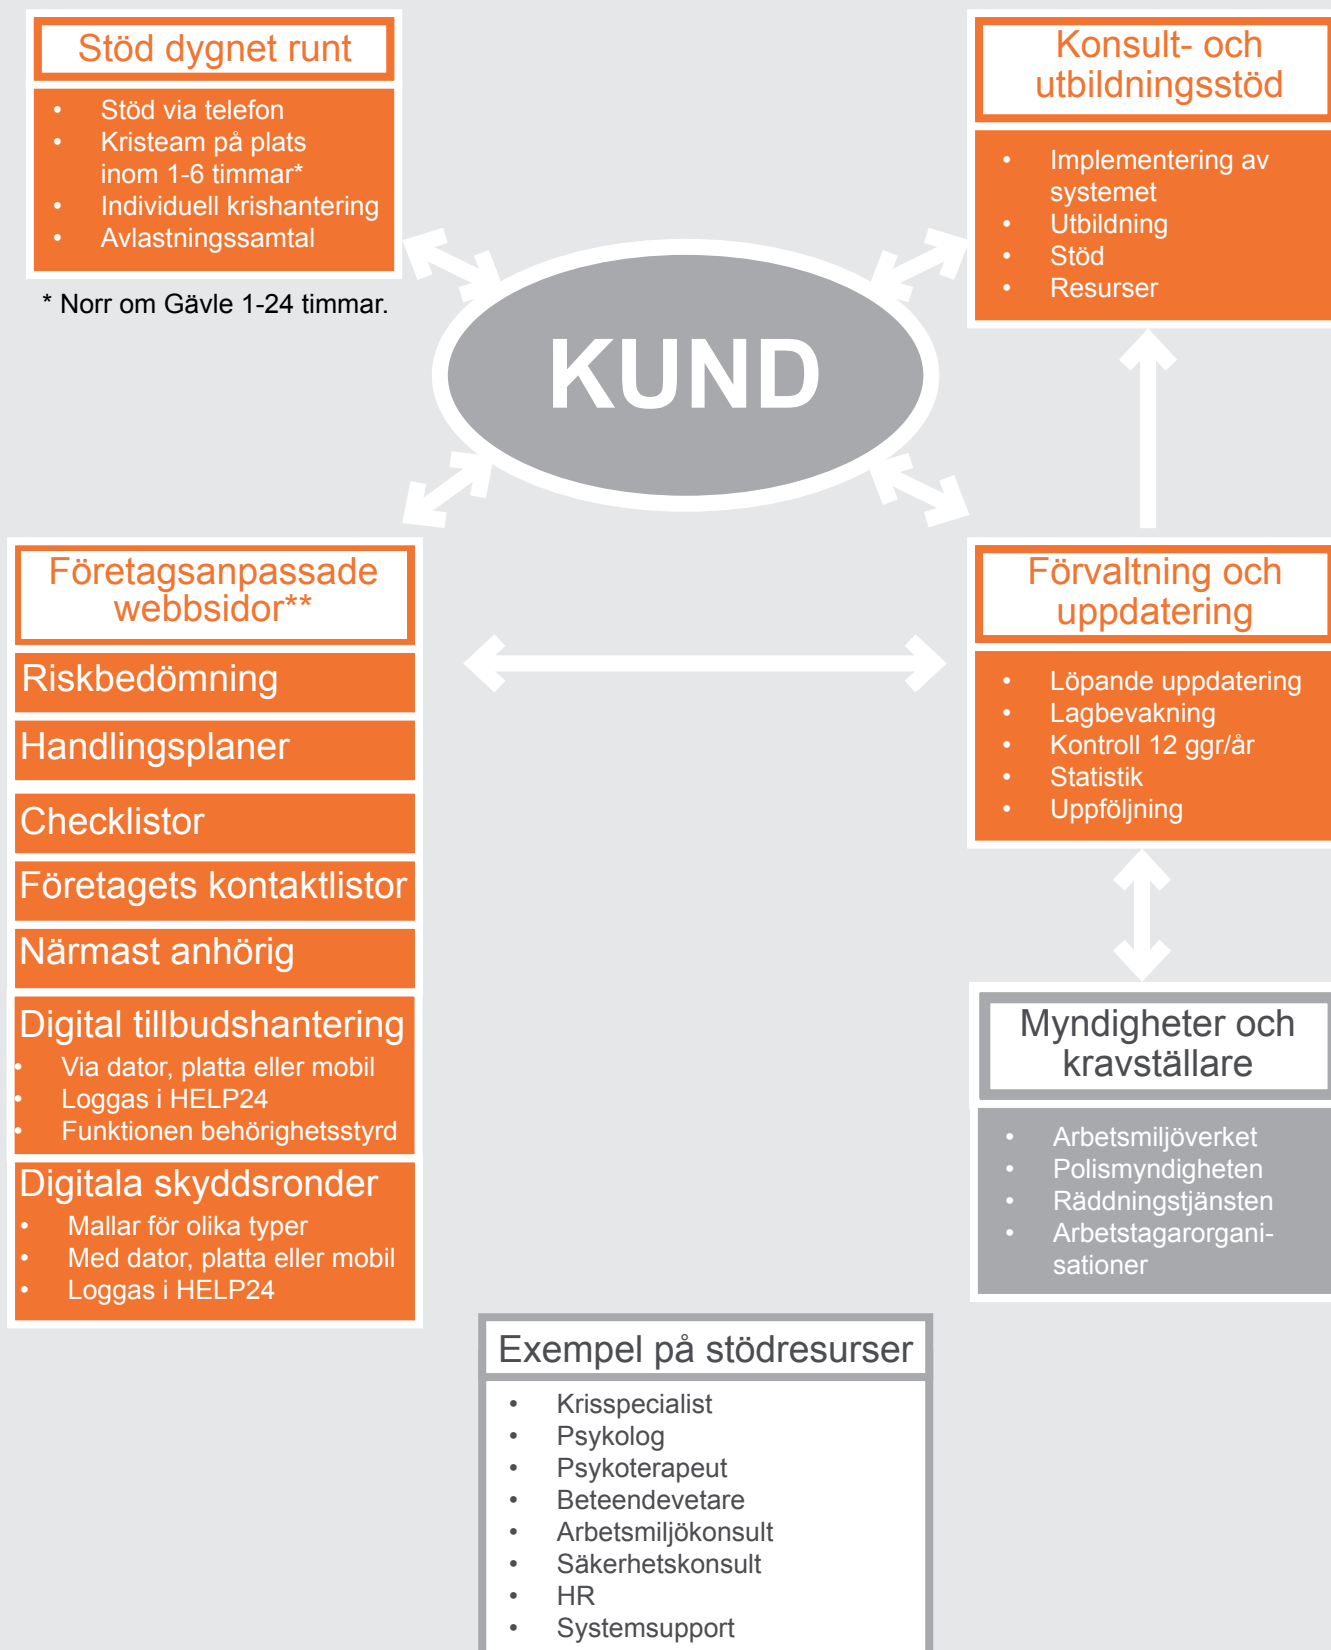 Stöd dygnet runt
• Stöd via telefon
• Kristeam på plats
inom 1-6 timmar*
• Individuell krishantering
• Avlastningssamtal
* Norr om Gävle 1-24 timmar.
Konsult- och
utbildningsstöd
• Implementering av
systemet
• Utbildning
• Stöd
• Resurser
KUND
Företagsanpassade
webbsidor**
Riskbedömning
Handlingsplaner
Checklistor
Företagets kontaktlistor
Närmast anhörig
Digital tillbudshantering
• Via dator, platta eller mobil
• Loggas i HELP24
• Funktionen behörighetsstyrd
Digitala skyddsronder
• Mallar för olika typer
• Med dator, platta eller mobil
• Loggas i HELP24
Förvaltning och
uppdatering
• Löpande uppdatering
• Lagbevakning
• Kontroll 12 ggr/år
• Statistik
• Uppföljning
Myndigheter och
kravställare
• Arbetsmiljöverket
• Polismyndigheten
• Räddningstjänsten
• Arbetstagarorgani-
sationer
Exempel på stödresurser
• Krisspecialist
• Psykolog
• Psykoterapeut
• Beteendevetare
• Arbetsmiljökonsult
• Säkerhetskonsult
• HR
• Systemsupport